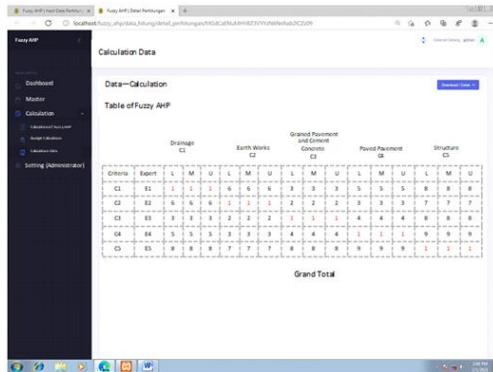 Fuzzy AHP
Calculation Data
Dashboard
Master
Calculation
Setting (Administrator)
Data—Calculation
Table of Fuzzy AHP
Drainage
C1
Earth Works
C2
Grained Pavement
and Cement
Concrete
C3
Paved Pavement
C4
Structure
C5
Criteria Expert L M U L M U L M U L M U L M U
C1 E1 1 1 1 6 6 6 3 3 3 5 5 5 8 8 8
C2 E2 6 6 6 1 1 1 2 2 2 3 3 3 7 7 7
C3 E3 3 3 3 2 2 2 1 1 1 4 4 4 8 8 8
C4 E4 5 5 5 3 3 3 4 4 4 1 1 1 9 9 9
C5 E5 8 8 8 7 7 7 8 8 8 9 9 9 1 1 1
Grand Total